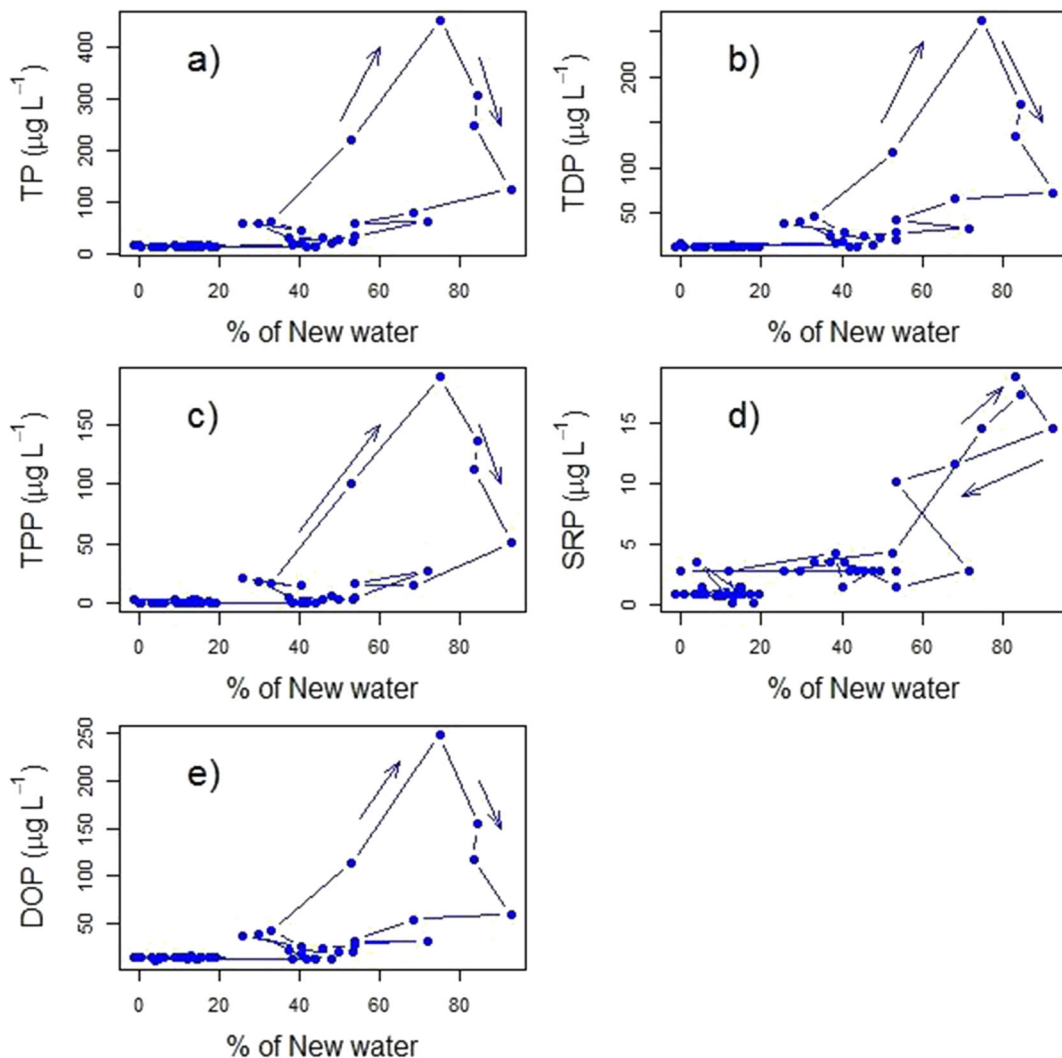 a)
TP (μg L⁻¹)
0 100 200 300 400
0 20 40 60 80
% of New water
b)
TDP (μg L⁻¹)
50 100 200
0 20 40 60 80
% of New water
c)
TPP (μg L⁻¹)
0 50 100 150
0 20 40 60 80
% of New water
d)
SRP (μg L⁻¹)
0 5 10 15
0 20 40 60 80
% of New water
e)
DOP (μg L⁻¹)
50 100 150 200 250
0 20 40 60 80
% of New water